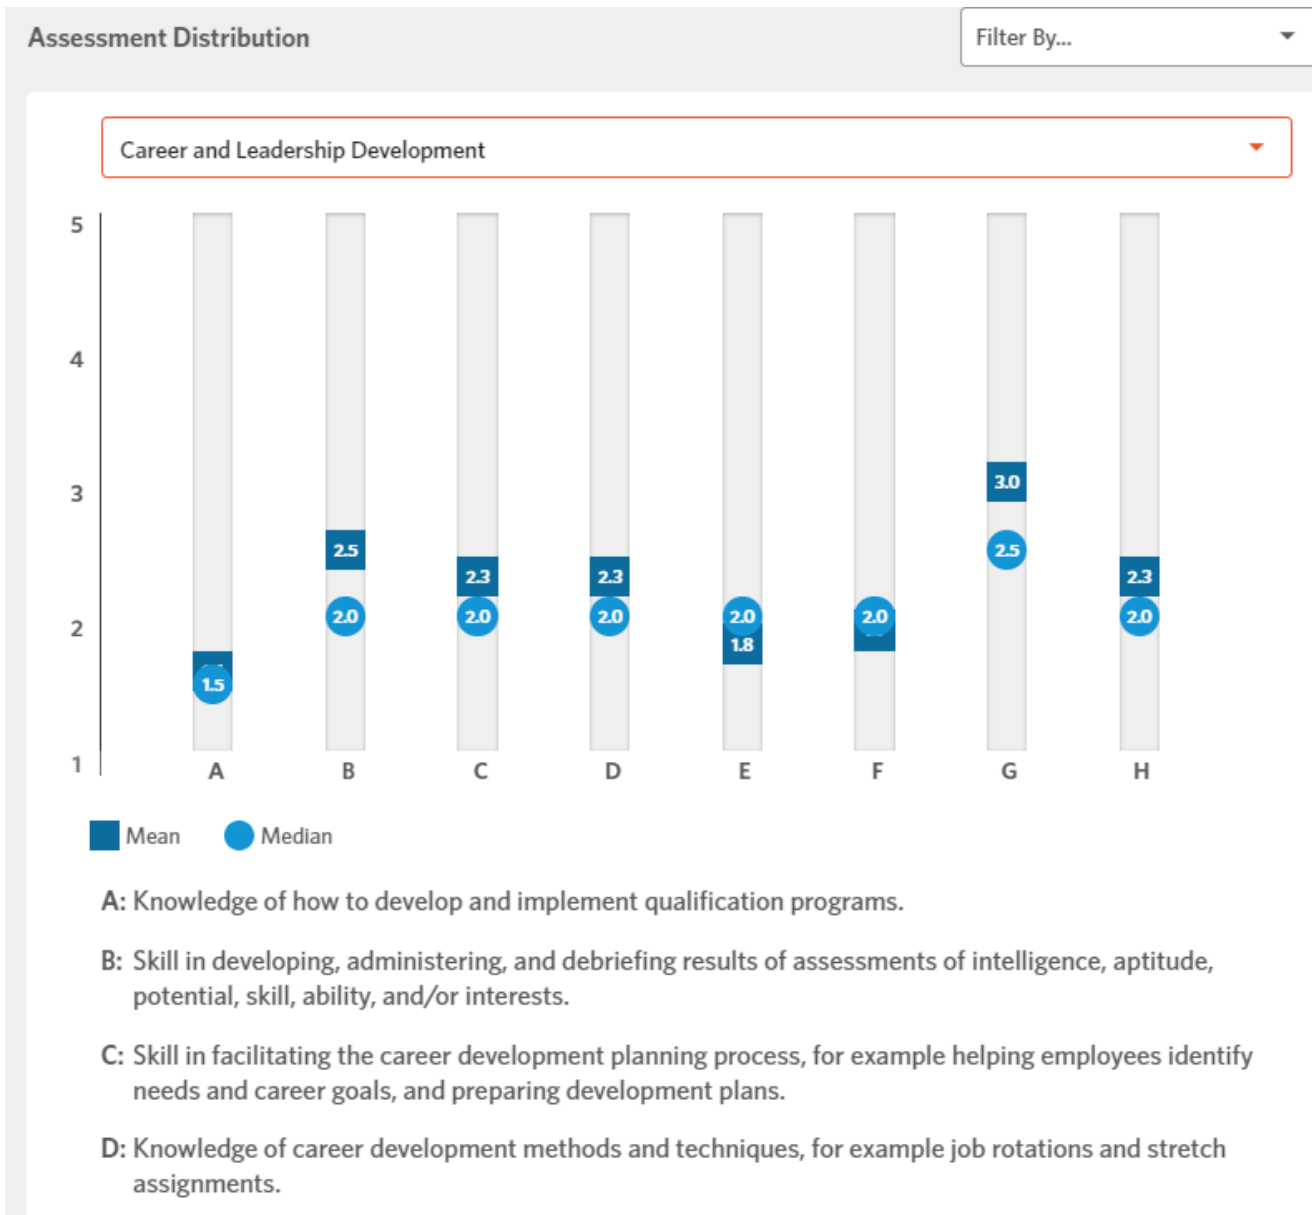 Assessment Distribution
Filter By...
Career and Leadership Development
5
4
3
2
1
1.5
2.5
2.0
2.3
2.0
2.3
2.0
2.0
1.8
2.0
3.0
2.5
2.3
2.0
A B C D E F G H
Mean Median
A: Knowledge of how to develop and implement qualification programs.
B: Skill in developing, administering, and debriefing results of assessments of intelligence, aptitude,
potential, skill, ability, and/or interests.
C: Skill in facilitating the career development planning process, for example helping employees identify
needs and career goals, and preparing development plans.
D: Knowledge of career development methods and techniques, for example job rotations and stretch
assignments.